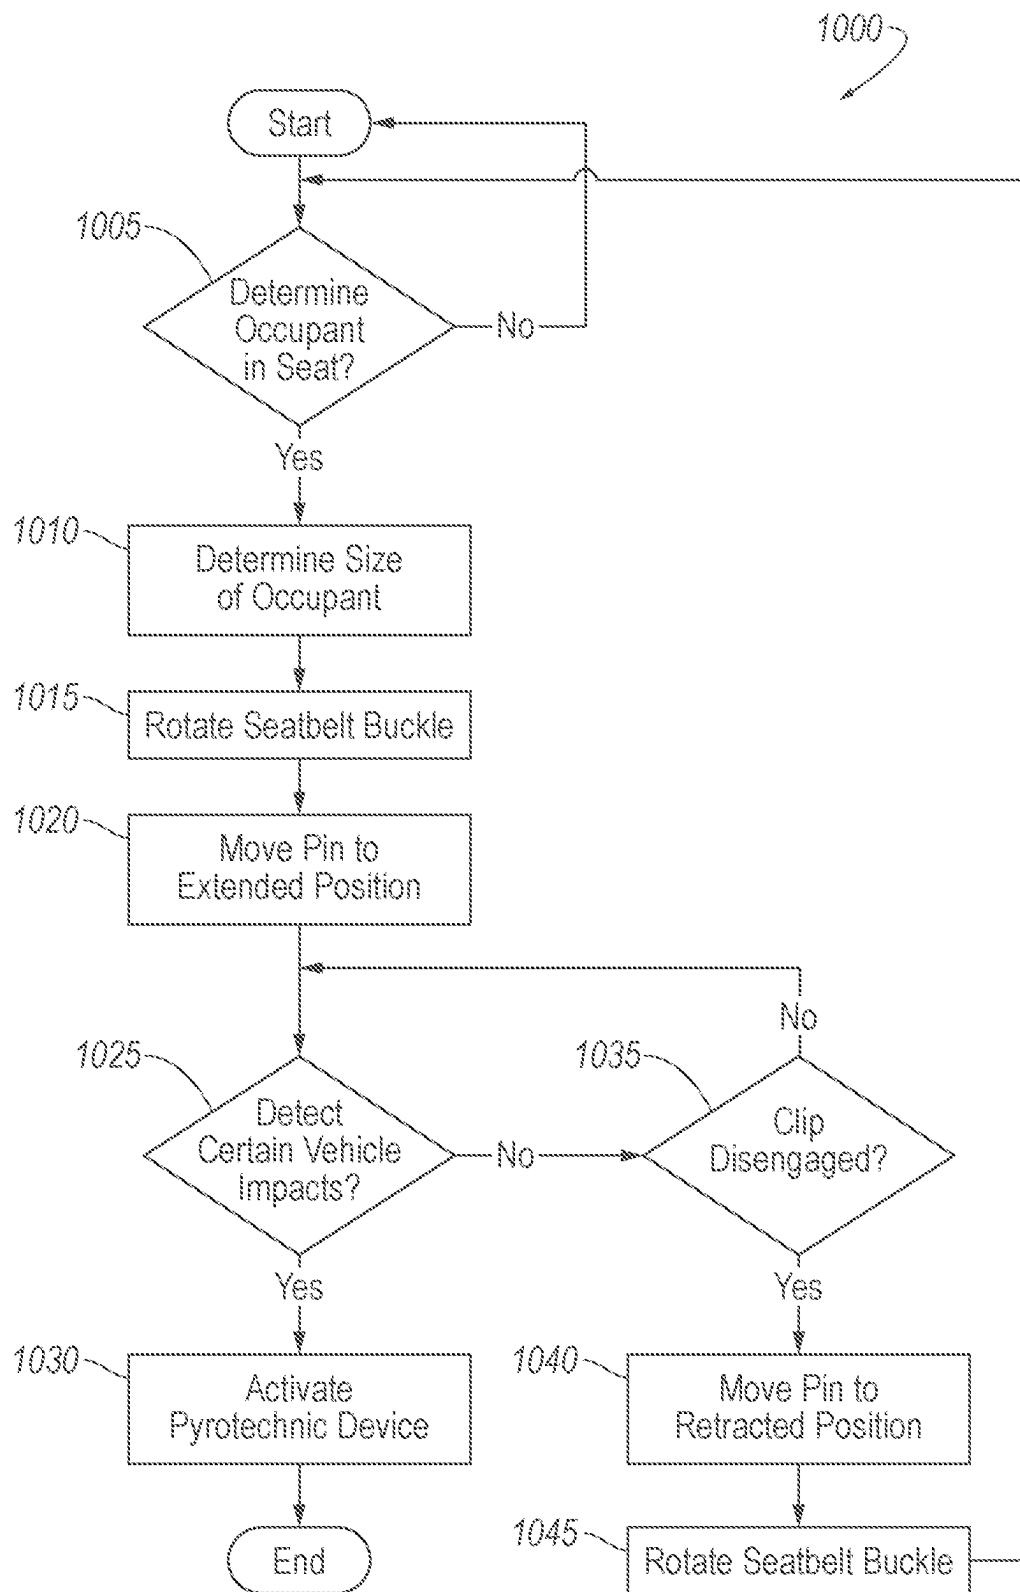 1000
Start
1005
Determine
Occupant
in Seat?
No
Yes
1010
Determine Size
of Occupant
1015
Rotate Seatbelt Buckle
1020
Move Pin to
Extended Position
No
1025
Detect
Certain Vehicle
Impacts?
No
1035
Clip
Disengaged?
Yes
Yes
1030
Activate
Pyrotechnic Device
1040
Move Pin to
Retracted Position
End
1045
Rotate Seatbelt Buckle